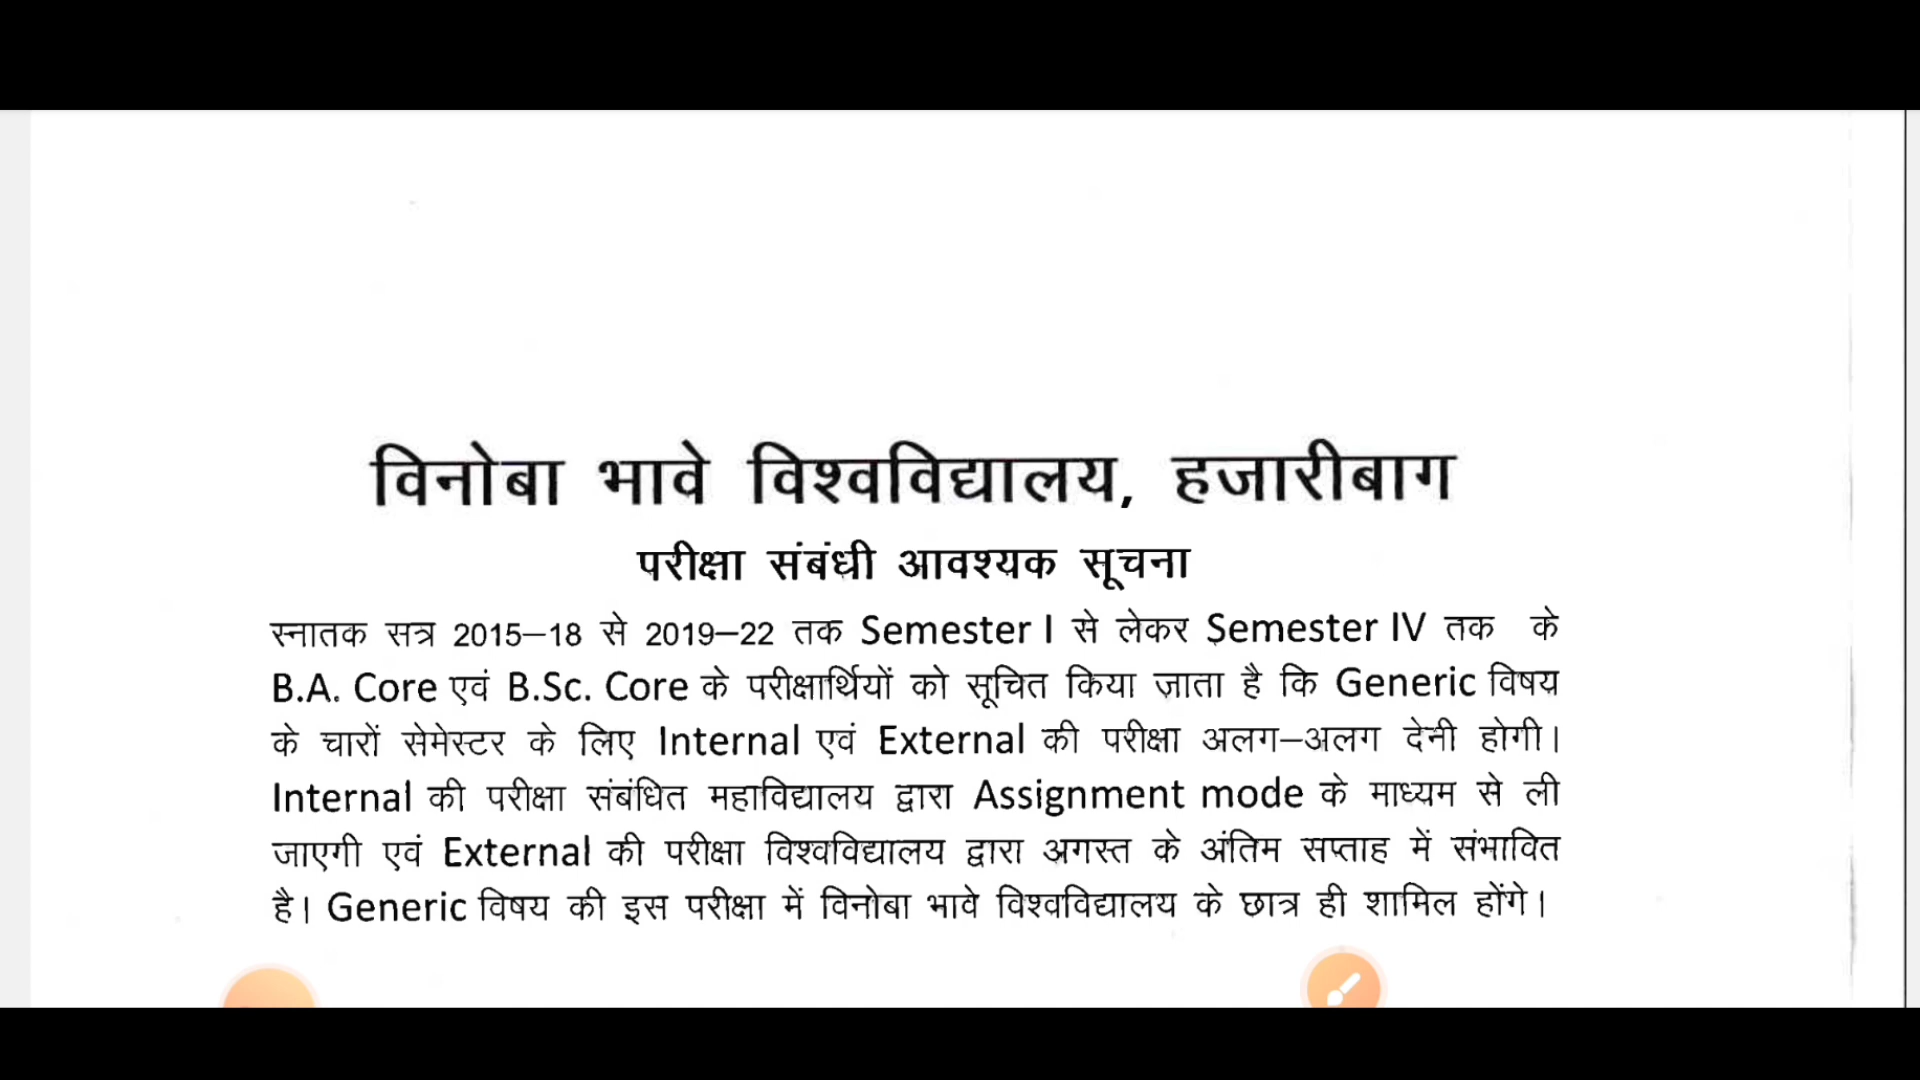 विनोबा भावे विश्वविद्यालय, हजारीबाग
परीक्षा संबंधी आवश्यक सूचना
स्नातक सत्र 2015–18 से 2019–22 तक Semester I से लेकर Semester IV तक के
B.A. Core एवं B.Sc. Core के परीक्षार्थियों को सूचित किया जाता है कि Generic विषय
के चारों सेमेस्टर के लिए Internal एवं External की परीक्षा अलग–अलग देनी होगी।
Internal की परीक्षा संबंधित महाविद्यालय द्वारा Assignment mode के माध्यम से ली
जाएगी एवं External की परीक्षा विश्वविद्यालय द्वारा अगस्त के अंतिम सप्ताह में संभावित
है। Generic विषय की इस परीक्षा में विनोबा भावे विश्वविद्यालय के छात्र ही शामिल होंगे।